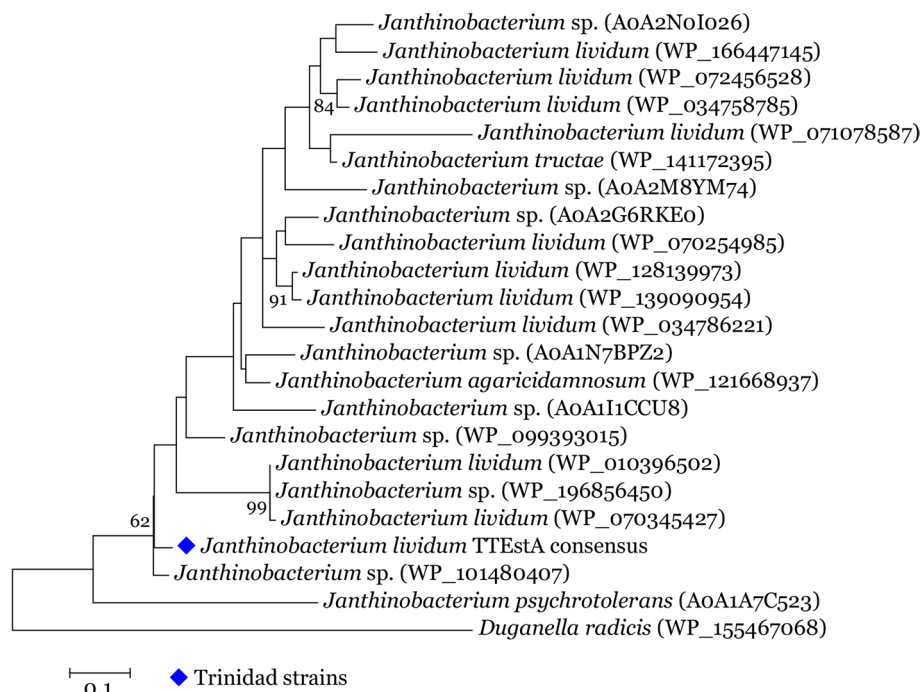 Janthinobacterium sp. (A0A2N0I026)
Janthinobacterium lividum (WP_166447145)
Janthinobacterium lividum (WP_072456528)
84
Janthinobacterium lividum (WP_034758785)
Janthinobacterium lividum (WP_071078587)
Janthinobacterium tructae (WP_141172395)
Janthinobacterium sp. (A0A2M8YM74)
Janthinobacterium sp. (A0A2G6RKE0)
Janthinobacterium lividum (WP_070254985)
Janthinobacterium lividum (WP_128139973)
91
Janthinobacterium lividum (WP_139090954)
Janthinobacterium lividum (WP_034786221)
Janthinobacterium sp. (A0A1N7BPZ2)
Janthinobacterium agaricidamnosum (WP_121668937)
Janthinobacterium sp. (A0A1I1CCU8)
Janthinobacterium sp. (WP_099393015)
Janthinobacterium lividum (WP_010396502)
Janthinobacterium sp. (WP_196856450)
99
Janthinobacterium lividum (WP_070345427)
62
Janthinobacterium lividum TTEstA consensus
Janthinobacterium sp. (WP_101480407)
Janthinobacterium psychrotolerans (A0A1A7C523)
Duganella radicis (WP_155467068)
Trinidad strains
0.1